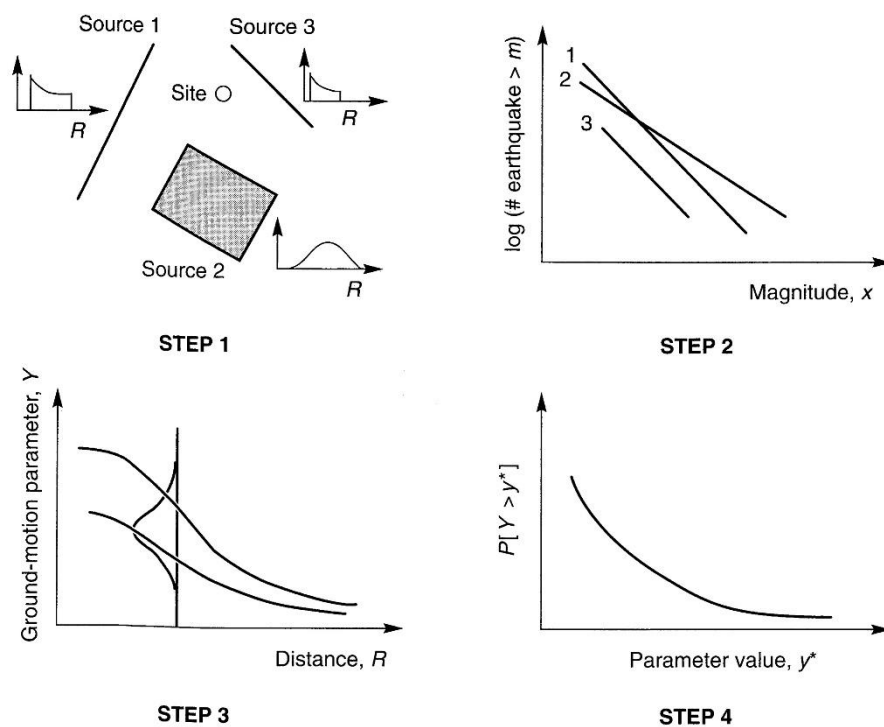 Source 1
Source 3
Site
R
R
Source 2
R
STEP 1
log (# earthquake > m)
1
2
3
Magnitude, x
STEP 2
Ground-motion parameter, Y
Distance, R
STEP 3
P[Y > y*]
Parameter value, y*
STEP 4